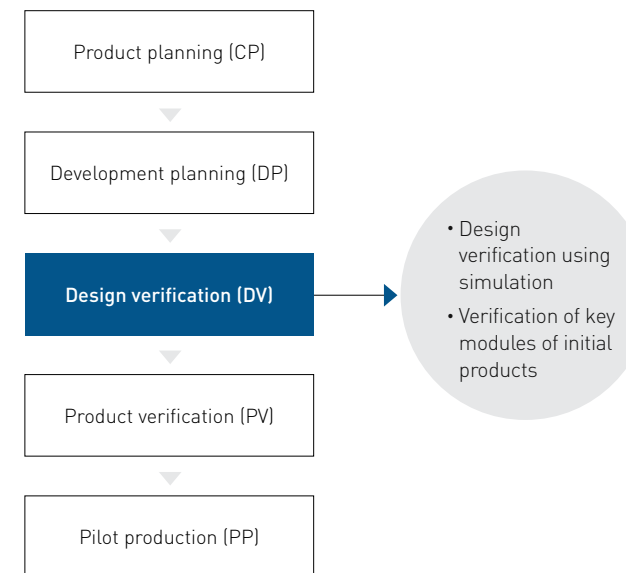 Product planning (CP)
Development planning (DP)
Design verification (DV)
• Design
verification using
simulation
• Verification of key
modules of initial
products
Product verification (PV)
Pilot production (PP)